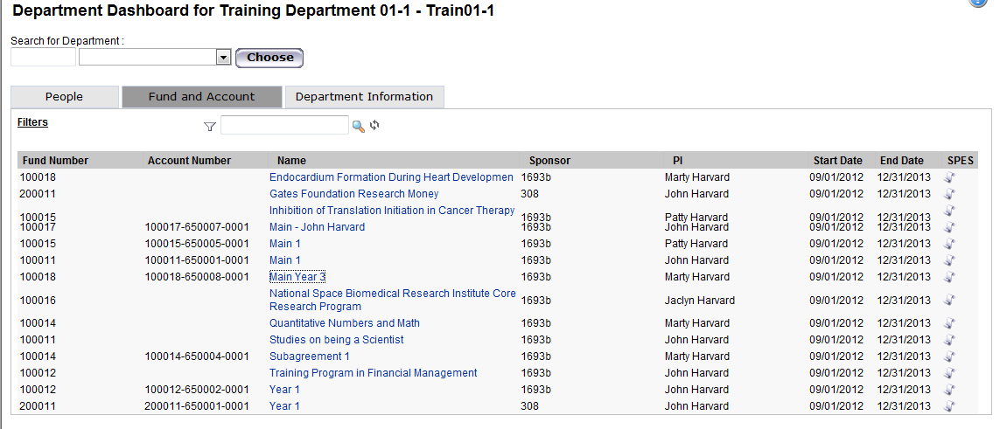 Department Dashboard for Training Department 01-1 - Train01-1
Search for Department :
Choose
People Fund and Account Department Information
Filters
Fund Number Account Number Name Sponsor PI Start Date End Date SPES
100018 Endocardium Formation During Heart Developmen 1693b Marty Harvard 09/01/2012 12/31/2013
200011 Gates Foundation Research Money 308 John Harvard 09/01/2012 12/31/2013
100015 Inhibition of Translation Initiation in Cancer Therapy 1693b Patty Harvard 09/01/2012 12/31/2013
100017 100017-650007-0001 Main - John Harvard 1693b John Harvard 09/01/2012 12/31/2013
100015 100015-650005-0001 Main 1 1693b Patty Harvard 09/01/2012 12/31/2013
100011 100011-650001-0001 Main 1 1693b John Harvard 09/01/2012 12/31/2013
100018 100018-650008-0001 Main Year 3 1693b Marty Harvard 09/01/2012 12/31/2013
National Space Biomedical Research Institute Core
100016 Research Program 1693b Jaclyn Harvard 09/01/2012 12/31/2013
100014 Quantitative Numbers and Math 1693b Marty Harvard 09/01/2012 12/31/2013
100011 Studies on being a Scientist 1693b John Harvard 09/01/2012 12/31/2013
100014 100014-650004-0001 Subagreement 1 1693b Marty Harvard 09/01/2012 12/31/2013
100012 Training Program in Financial Management 1693b John Harvard 09/01/2012 12/31/2013
100012 100012-650002-0001 Year 1 1693b John Harvard 09/01/2012 12/31/2013
200011 200011-650001-0001 Year 1 308 John Harvard 09/01/2012 12/31/2013